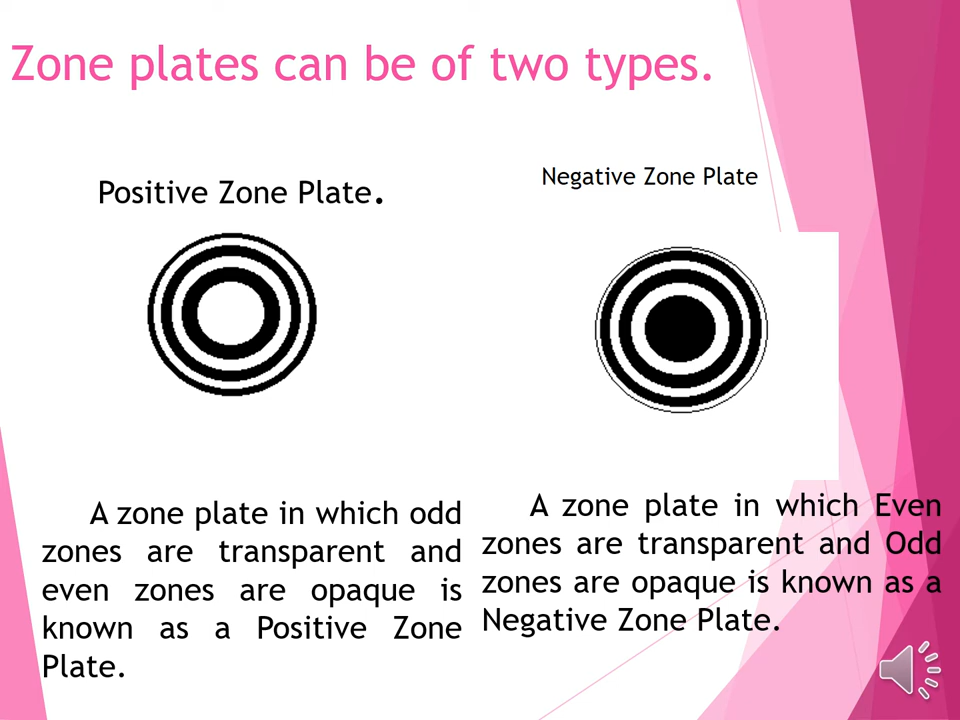 Zone plates can be of two types.
Positive Zone Plate.
Negative Zone Plate
A zone plate in which odd
zones are transparent and
even zones are opaque is
known as a Positive Zone
Plate.
A zone plate in which Even
zones are transparent and Odd
zones are opaque is known as a
Negative Zone Plate.